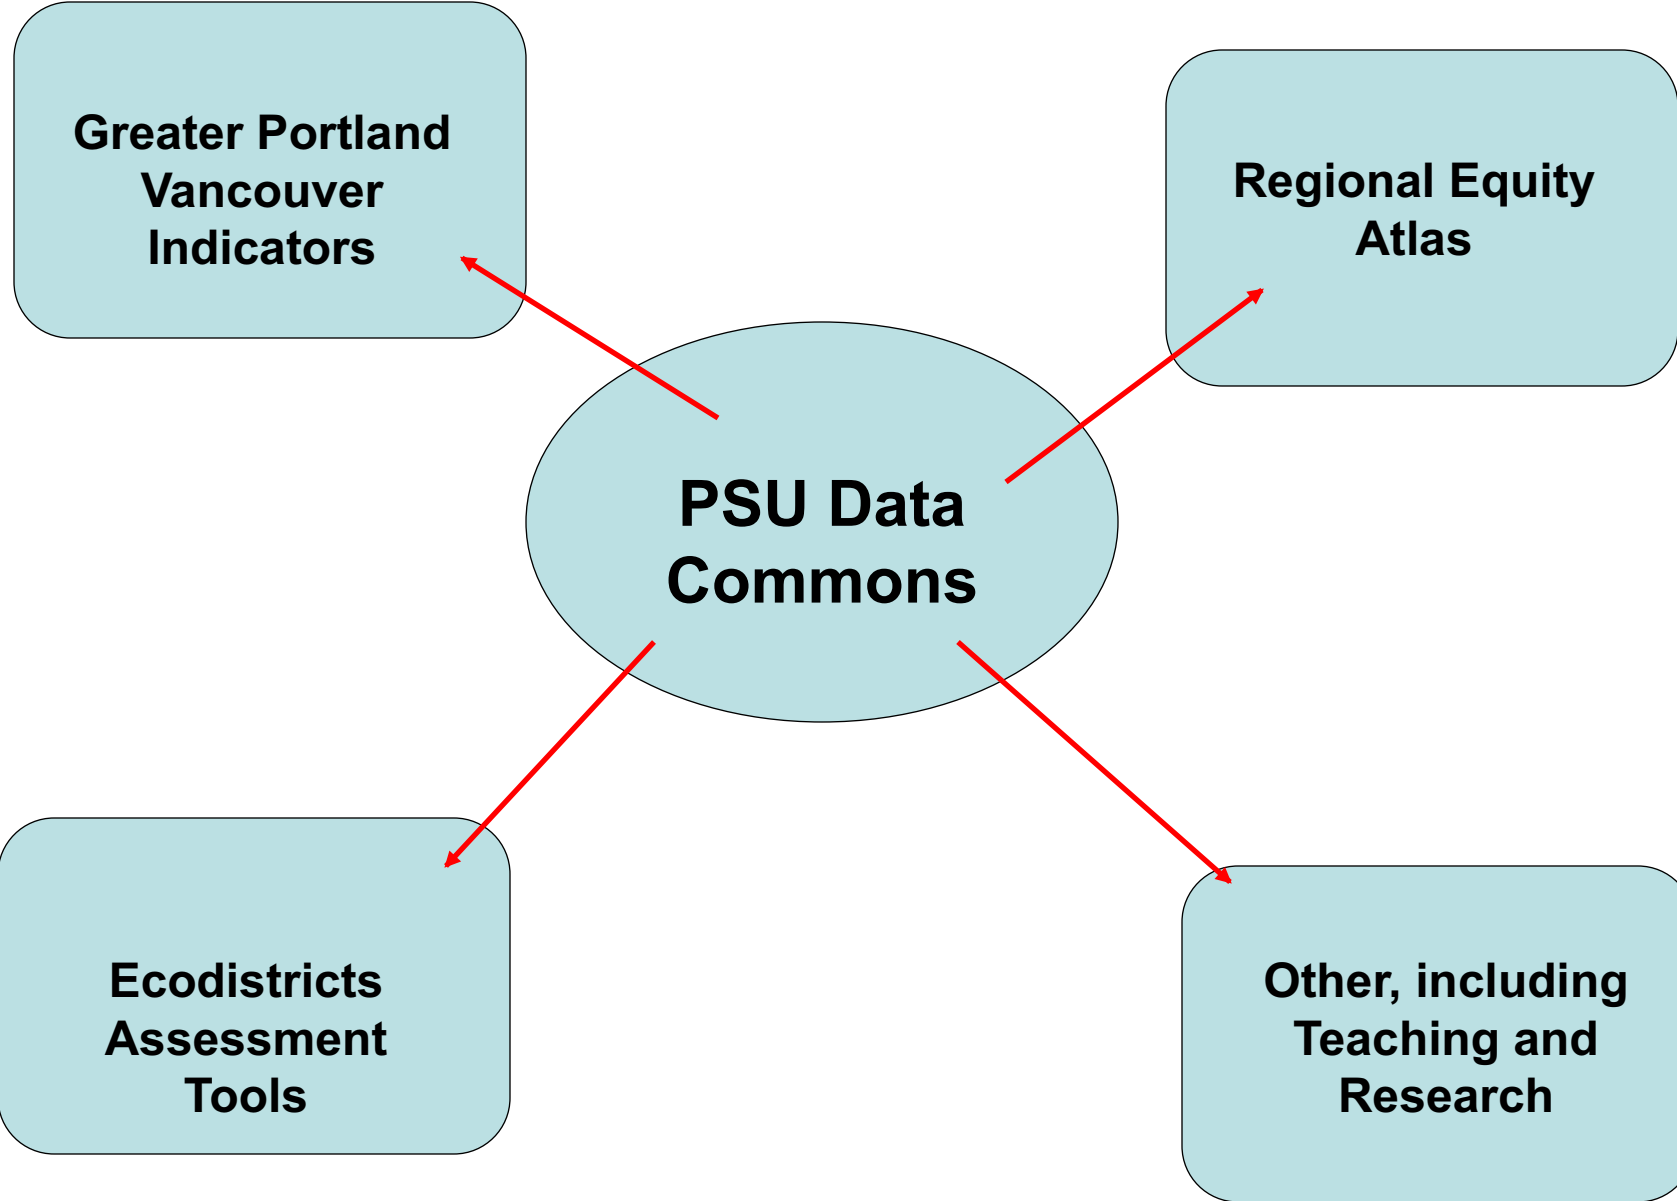 Greater Portland
Vancouver
Indicators
Regional Equity
Atlas
PSU Data
Commons
Ecodistricts
Assessment
Tools
Other, including
Teaching and
Research